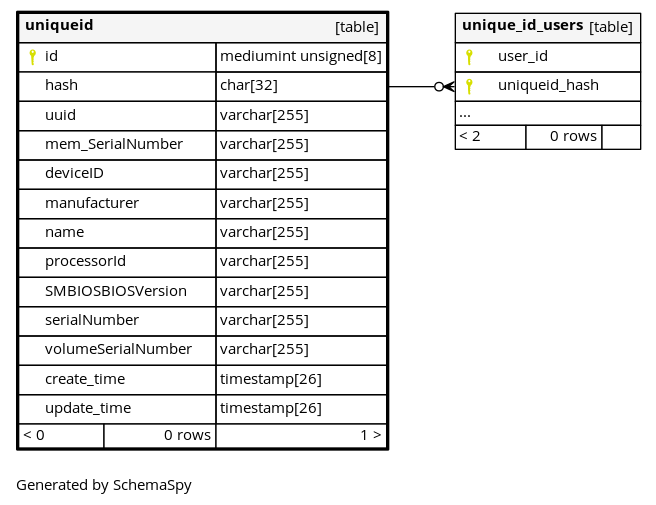 uniqueid [table]
id mediumint unsigned[8]
hash char[32]
uuid varchar[255]
mem_SerialNumber varchar[255]
deviceID varchar[255]
manufacturer varchar[255]
name varchar[255]
processorId varchar[255]
SMBIOSBIOSVersion varchar[255]
serialNumber varchar[255]
volumeSerialNumber varchar[255]
create_time timestamp[26]
update_time timestamp[26]
< 0 0 rows 1 >
unique_id_users [table]
user_id
uniqueid_hash
...
< 2 0 rows
Generated by SchemaSpy